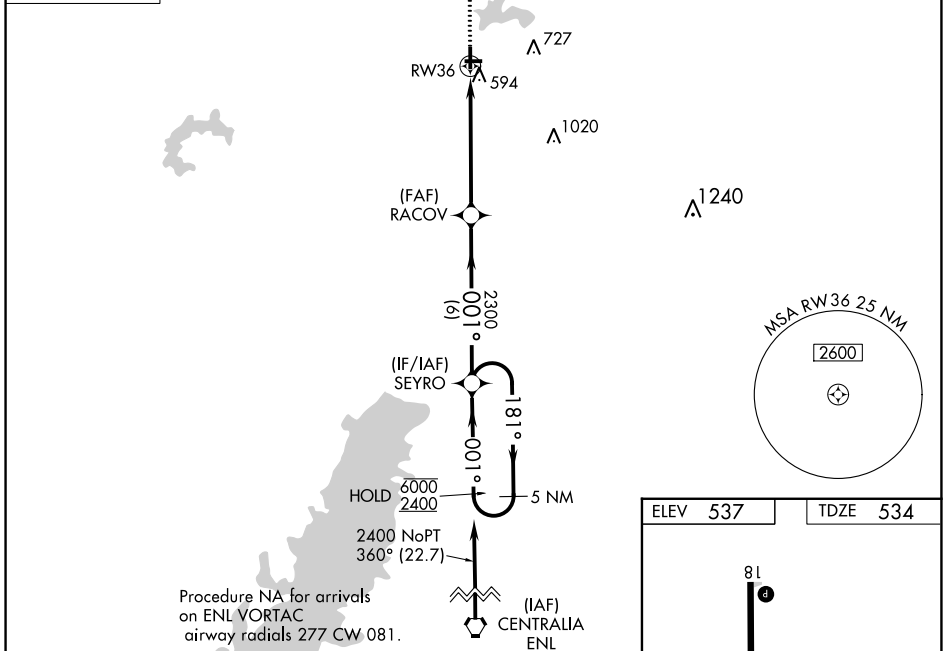 727
RW36
594
1020
(FAF)
RACOV
1240
2300
001°
(6)
MSA RW36 25 NM
2600
(IF/IAF)
SEYRO
181°
001°
HOLD 6000
2400
5 NM
2400 NoPT
360° (22.7)
ELEV 537
TDZE 534
18
P
Procedure NA for arrivals
on ENL VORTAC
airway radials 277 CW 081.
(IAF)
CENTRALIA
ENL